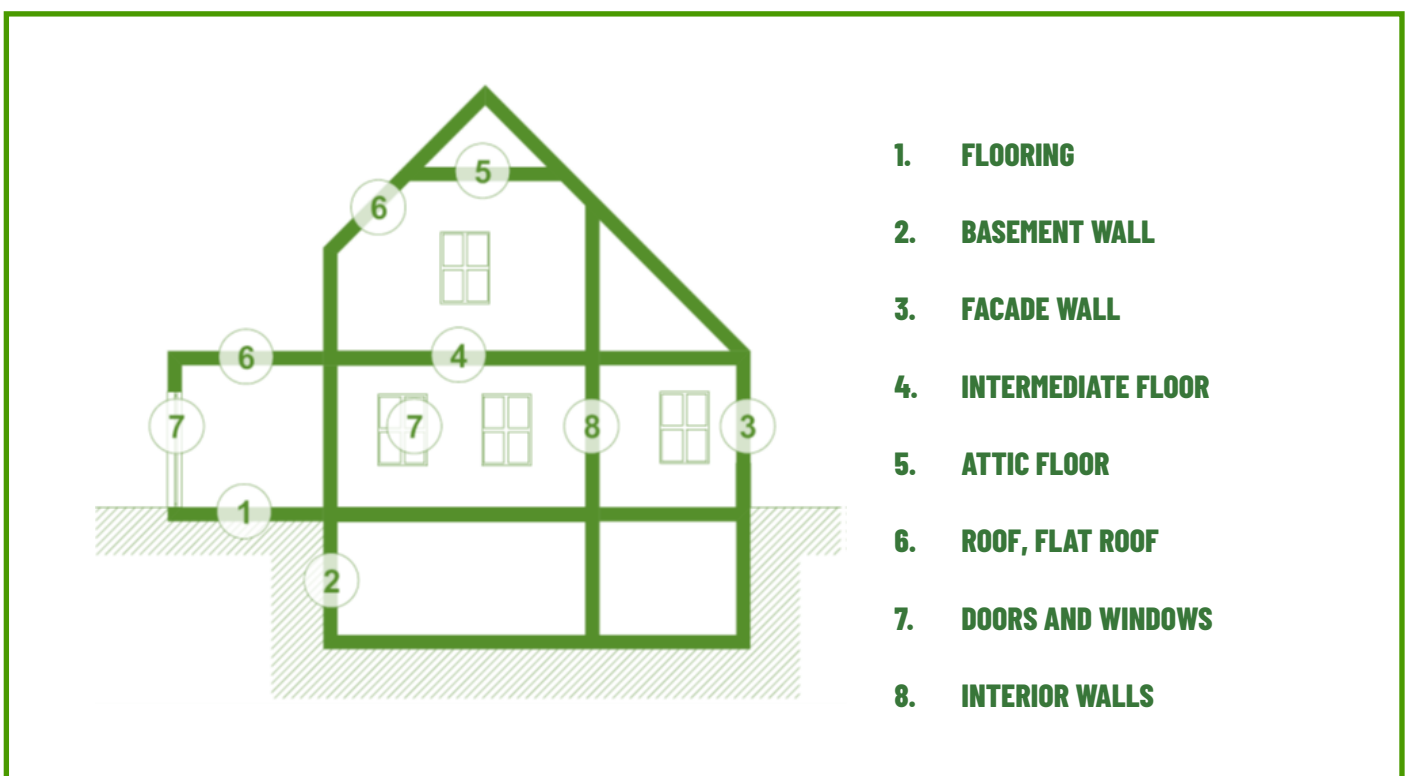 5
6
6
4
7
7
8
3
1
2
1. FLOORING
2. BASEMENT WALL
3. FACADE WALL
4. INTERMEDIATE FLOOR
5. ATTIC FLOOR
6. ROOF, FLAT ROOF
7. DOORS AND WINDOWS
8. INTERIOR WALLS